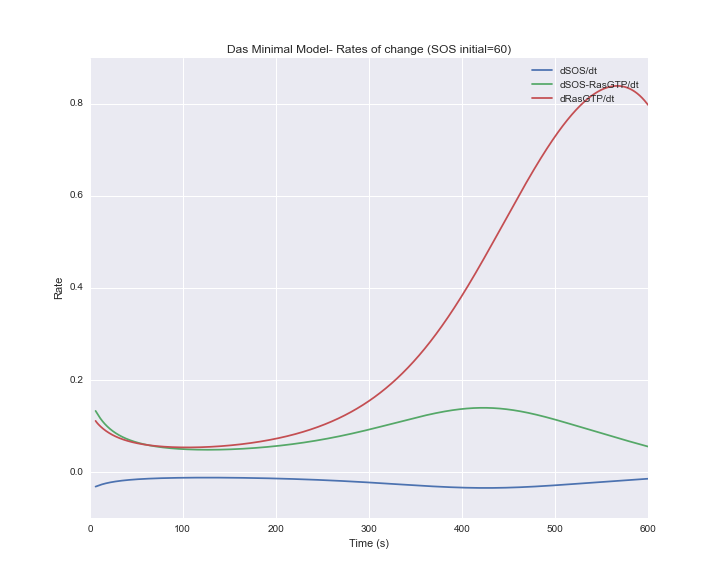 Das Minimal Model- Rates of change (SOS initial=60)
dSOS/dt
dSOS-RasGTP/dt
dRasGTP/dt
0.8
0.6
0.4
0.2
0.0
Rate
0 100 200 300 400 500 600
Time (s)